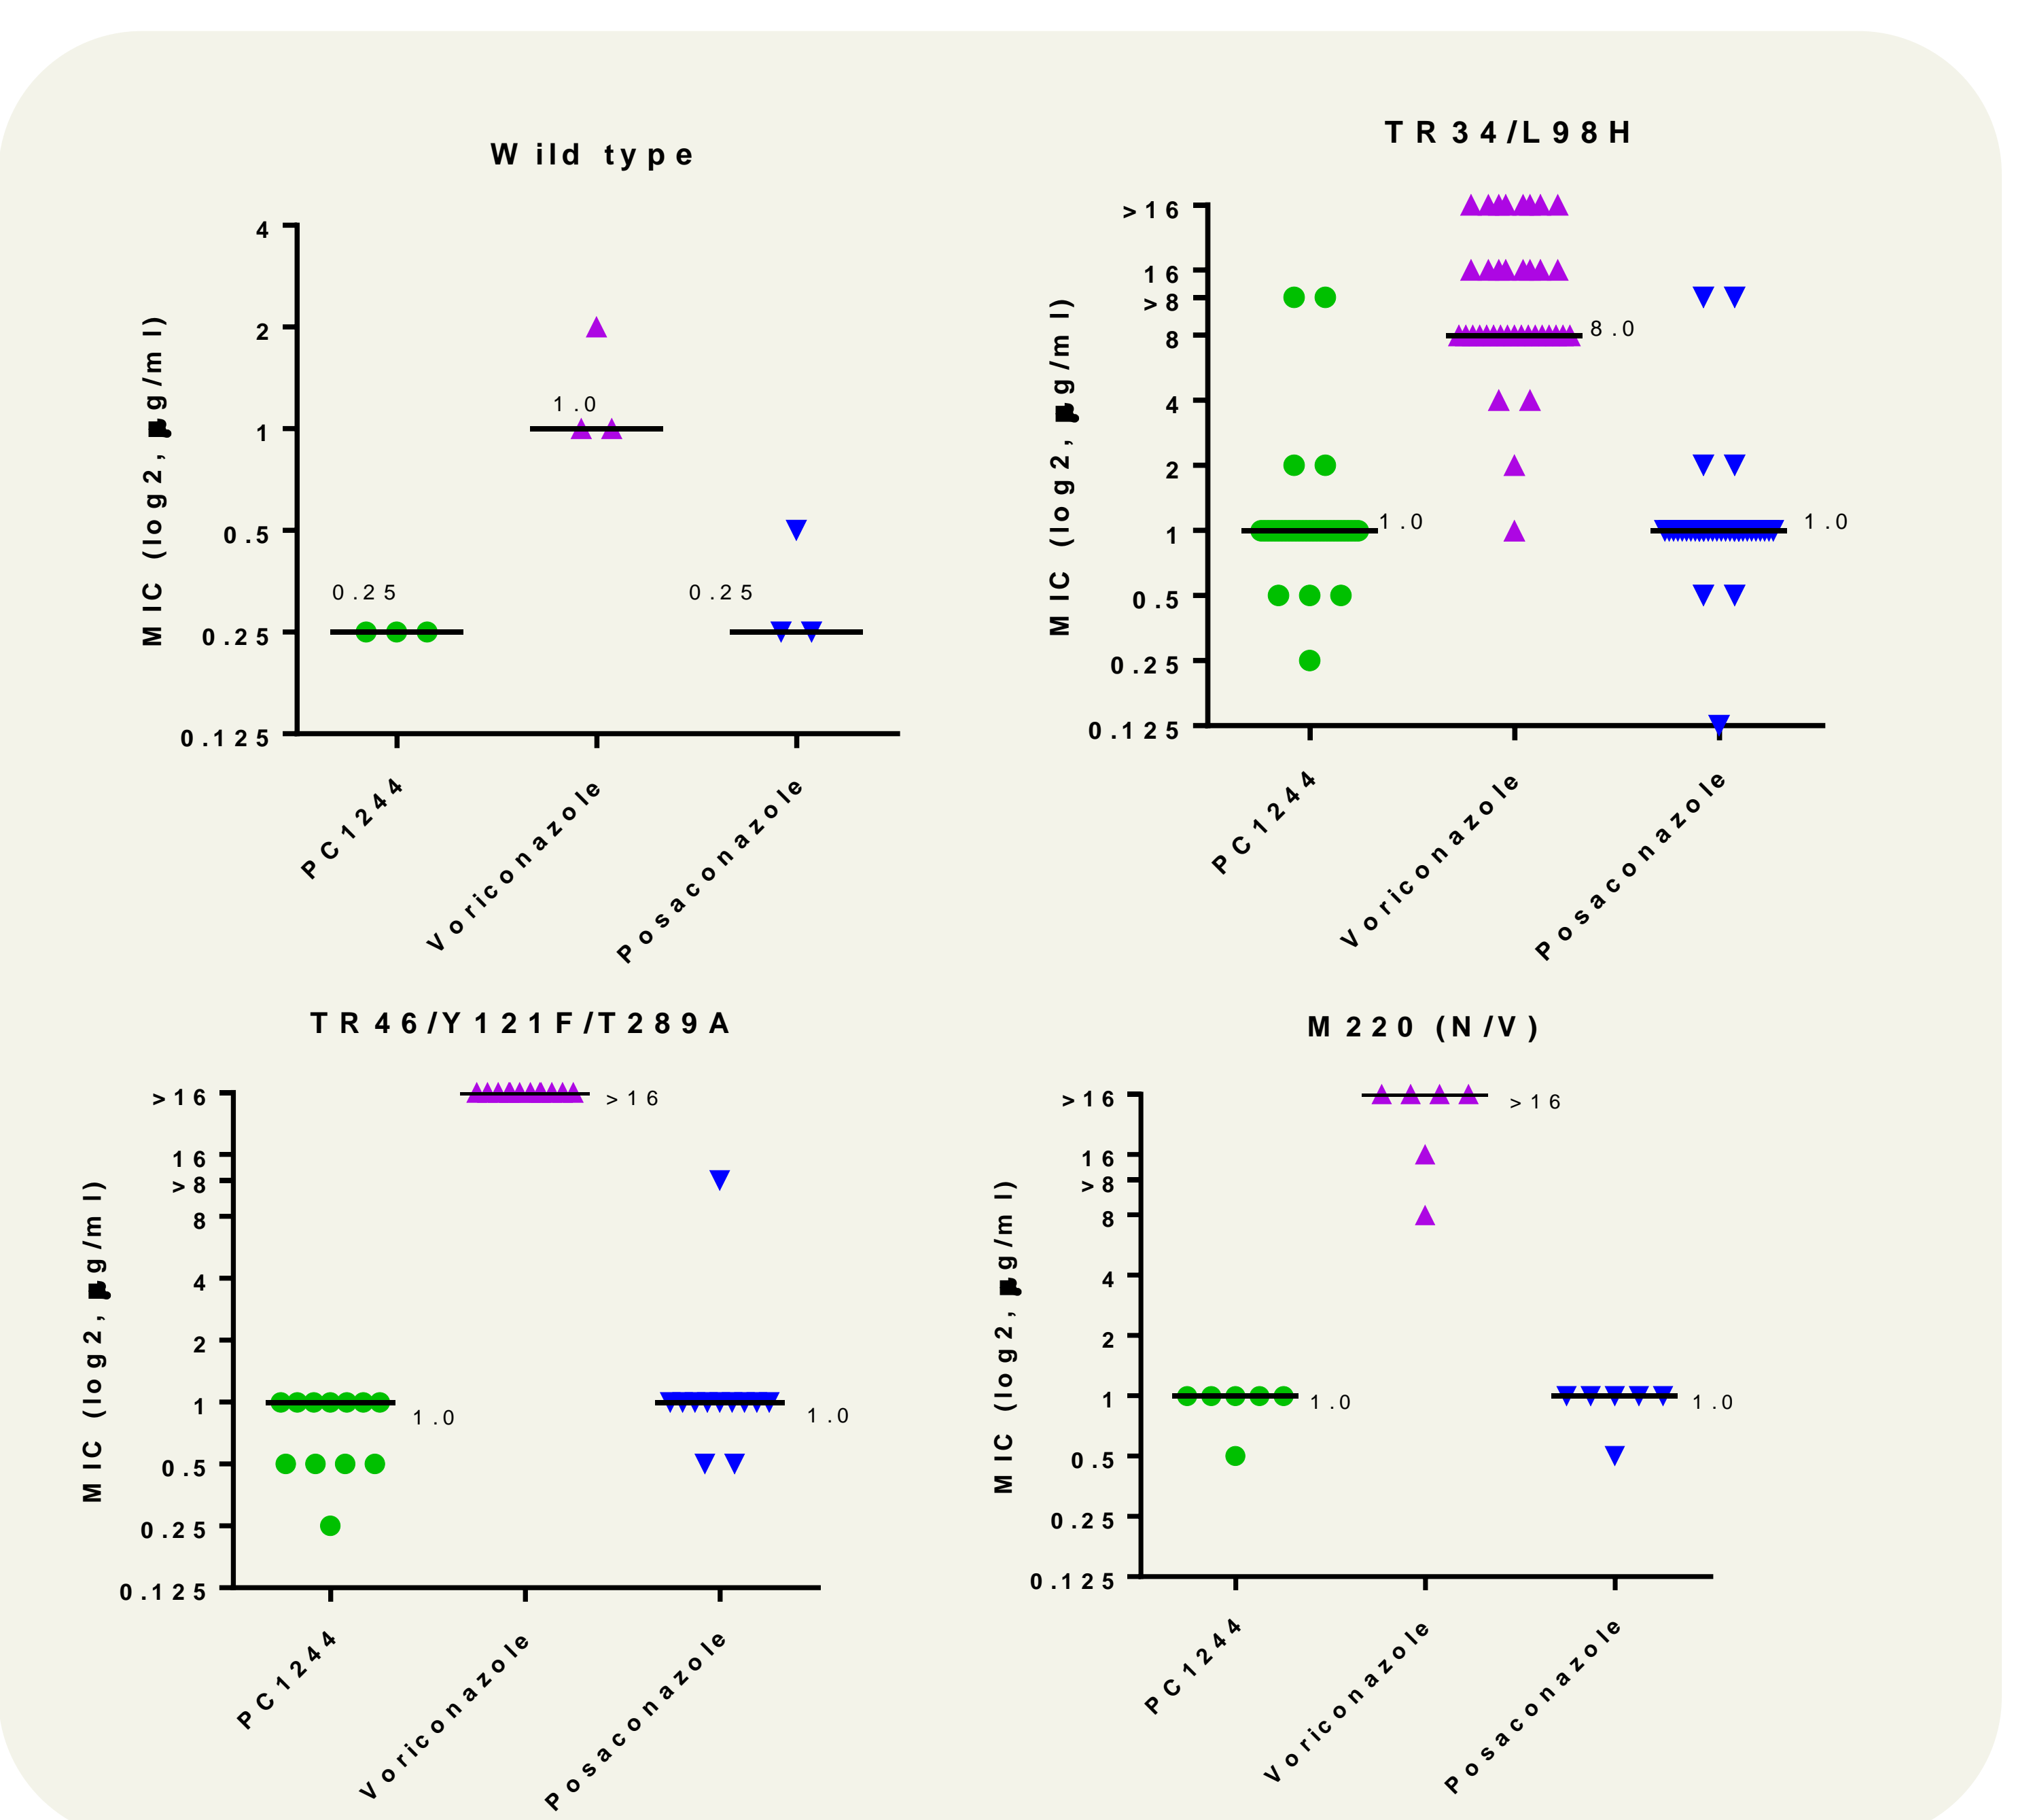 Wild type
MIC (log2, µg/ml)
4
2
1
0.5
0.25
0.125
0.25
1.0
0.25
PC1244
Voriconazole
Posaconazole
TR34/L98H
MIC (log2, µg/ml)
>16
16
>8
8
4
2
1
0.5
0.25
0.125
1.0
8.0
1.0
PC1244
Voriconazole
Posaconazole
TR46/Y121F/T289A
MIC (log2, µg/ml)
>16
16
>8
8
4
2
1
0.5
0.25
0.125
1.0
>16
1.0
PC1244
Voriconazole
Posaconazole
M220 (N/V)
MIC (log2, µg/ml)
>16
16
>8
8
4
2
1
0.5
0.25
0.125
1.0
>16
1.0
PC1244
Voriconazole
Posaconazole